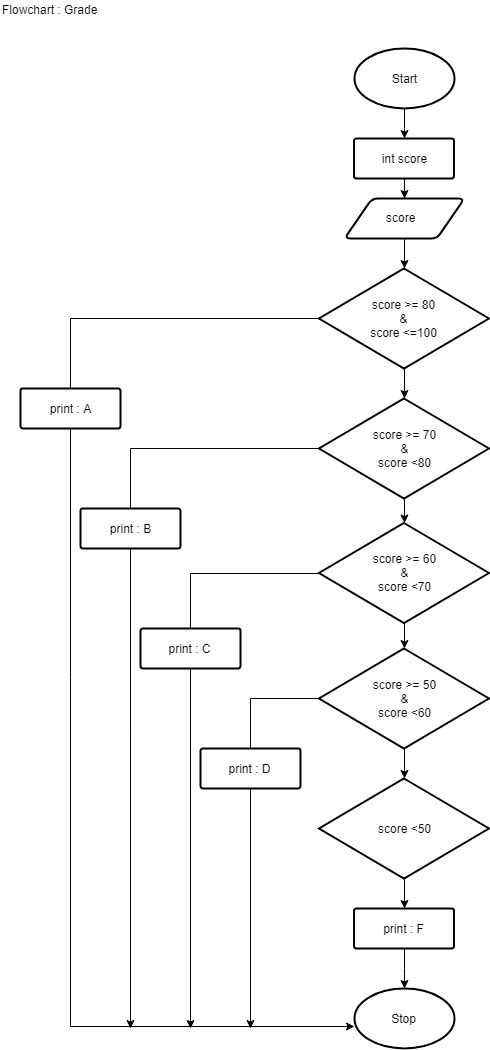 Flowchart : Grade
Start
int score
score
score >= 80
&
score <=100
print : A
score >= 70
&
score <80
print : B
score >= 60
&
score <70
print : C
score >= 50
&
score <60
print : D
score <50
print : F
Stop